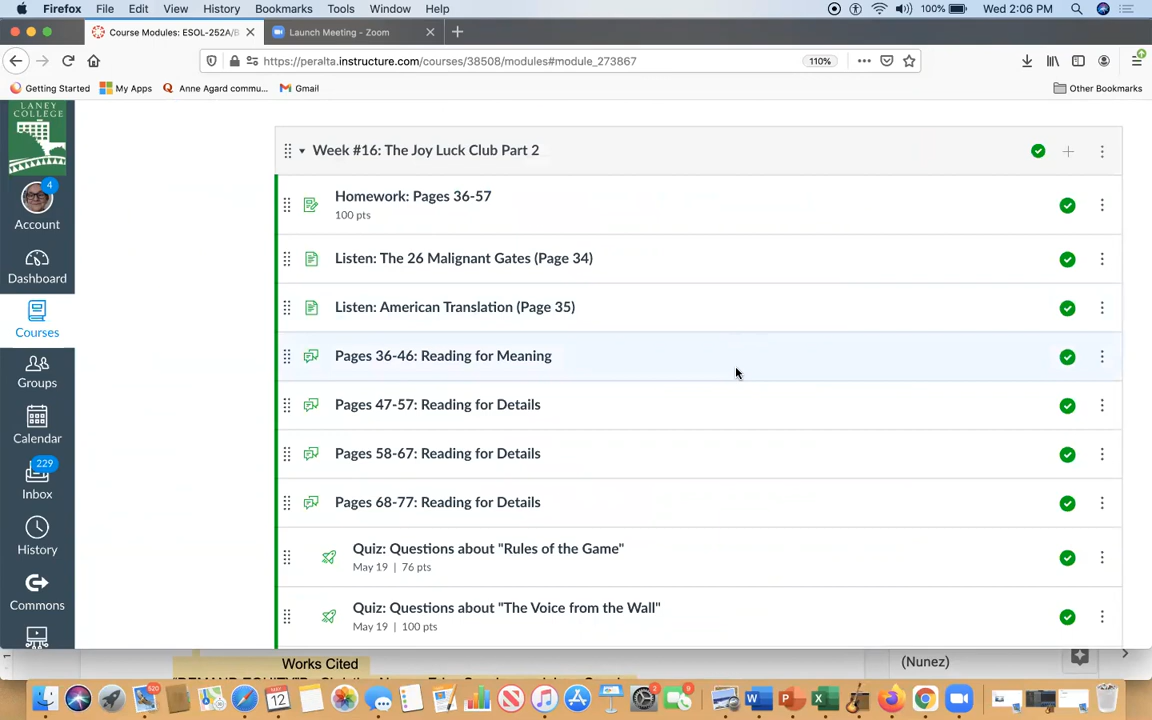 Firefox File Edit View History Bookmarks Tools Window Help 100% Wed 2:06 PM
Course Modules: ESOL-252A/B Launch Meeting - Zoom
https://peralta.instructure.com/courses/38508/modules#module_273867 110%
Getting Started My Apps Anne Agard commu... Gmail Other Bookmarks
LANEY
COLLEGE
4
Account
Dashboard
Courses
Groups
Calendar
229
Inbox
History
Commons
Week #16: The Joy Luck Club Part 2
Homework: Pages 36-57
100 pts
Listen: The 26 Malignant Gates (Page 34)
Listen: American Translation (Page 35)
Pages 36-46: Reading for Meaning
Pages 47-57: Reading for Details
Pages 58-67: Reading for Details
Pages 68-77: Reading for Details
Quiz: Questions about "Rules of the Game"
May 19 | 76 pts
Quiz: Questions about "The Voice from the Wall"
May 19 | 100 pts
Works Cited
(Nunez)